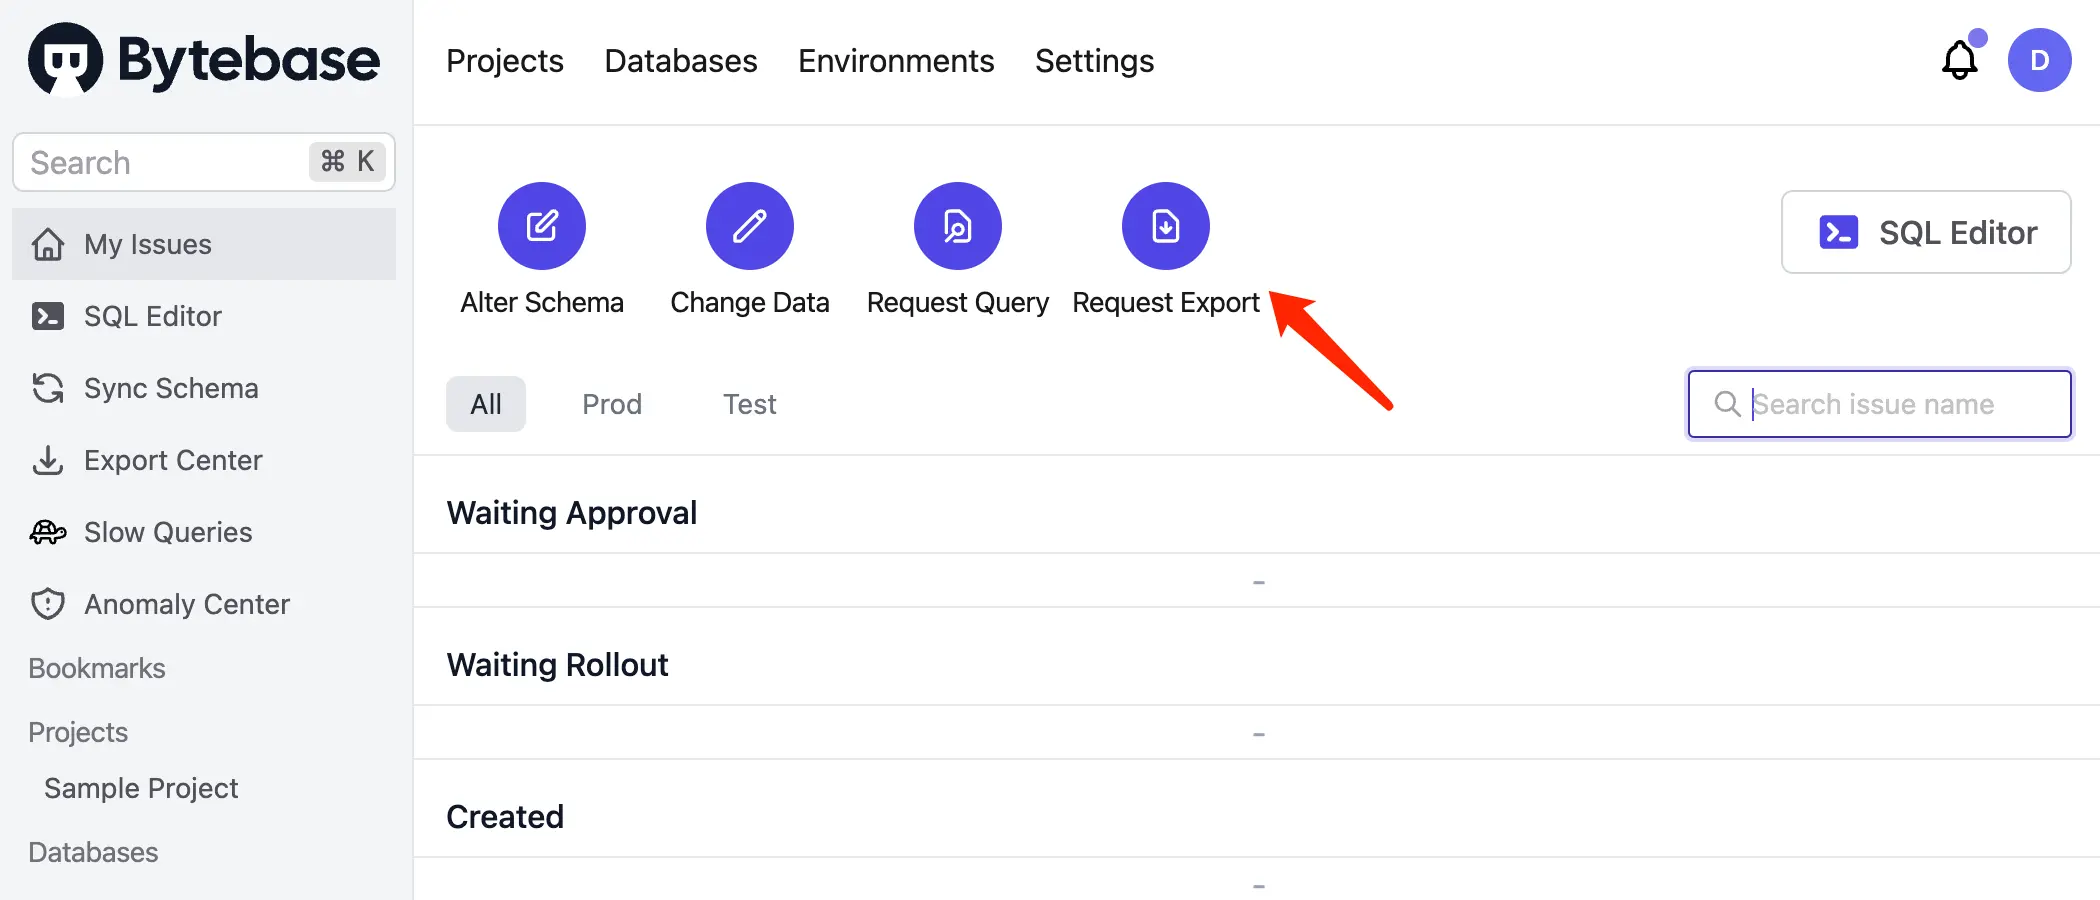 Bytebase
Search ⌘ K
My Issues
SQL Editor
Sync Schema
Export Center
Slow Queries
Anomaly Center
Bookmarks
Projects
Sample Project
Databases
Projects Databases Environments Settings
D
Alter Schema Change Data Request Query Request Export
SQL Editor
All Prod Test
Search issue name
Waiting Approval
-
Waiting Rollout
-
Created
-